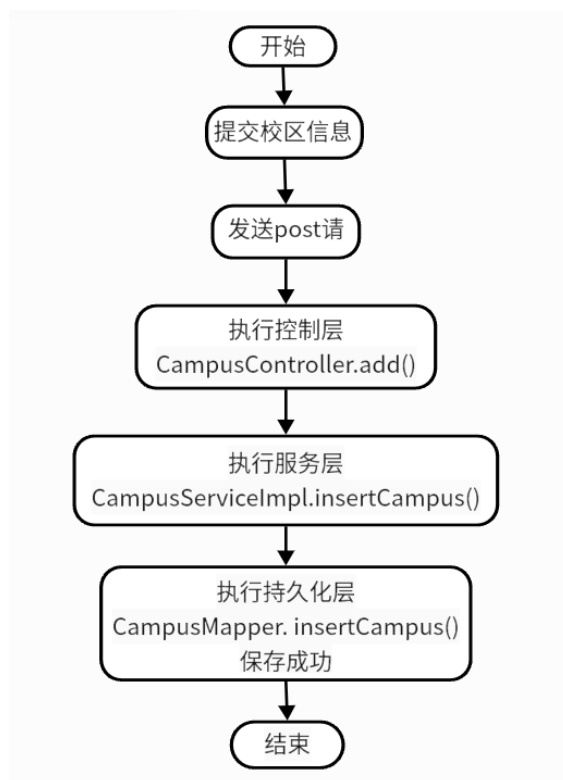 开始
提交校区信息
发送post请
执行控制层
CampusController.add()
执行服务层
CampusServiceImpl.insertCampus()
执行持久化层
CampusMapper. insertCampus()
保存成功
结束